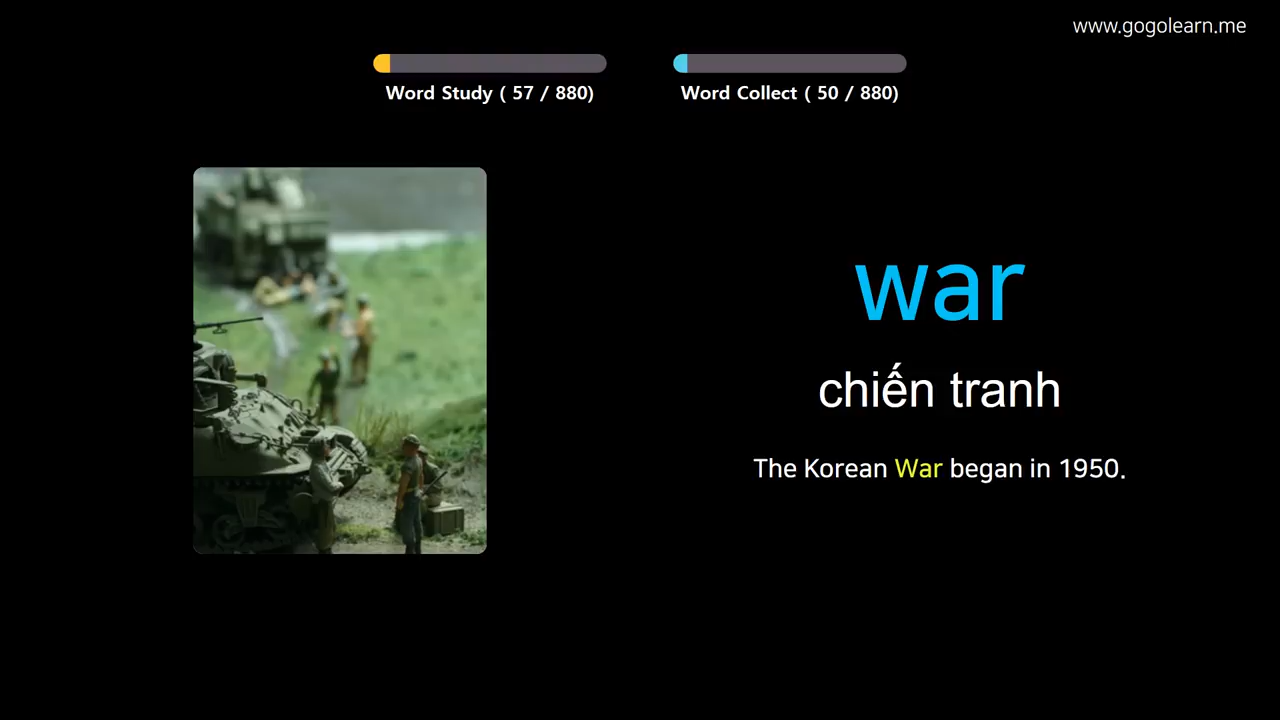 www.gogolearn.me
Word Study ( 57 / 880)
Word Collect ( 50 / 880)
war
chiến tranh
The Korean War began in 1950.